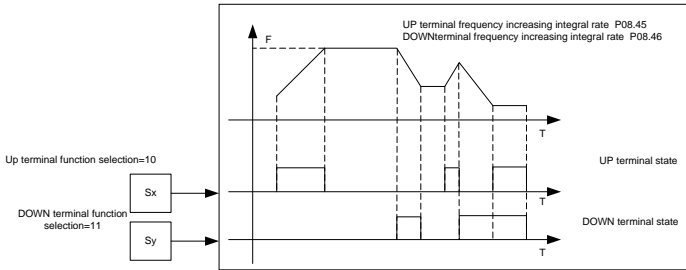 UP terminal frequency increasing integral rate P08.45
DOWNterminal frequency increasing integral rate P08.46
F
T
Up terminal function selection=10
UP terminal state
Sx
T
DOWN terminal function
selection=11
DOWN terminal state
Sy
T